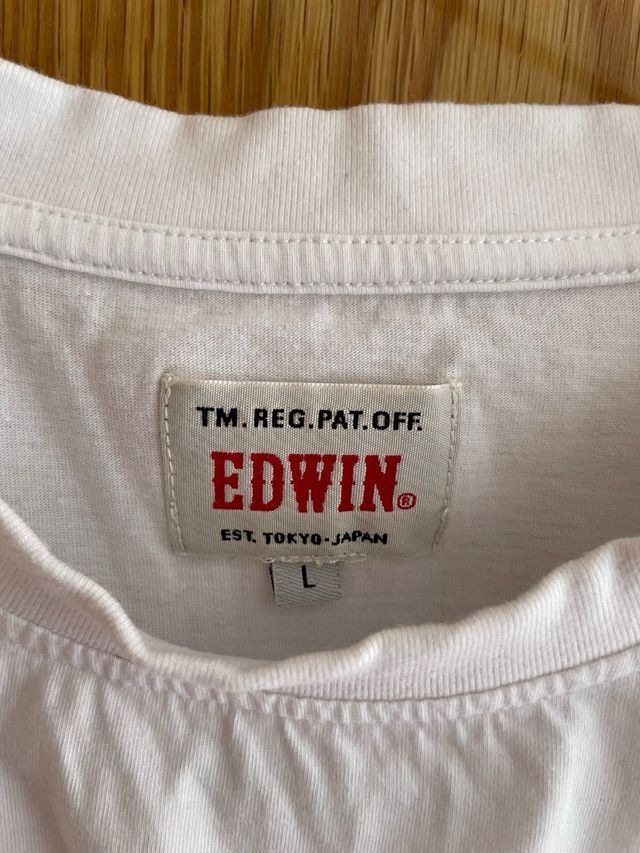 TM.REG.PAT.OFF.
EDWIN®
EST. TOKYO-JAPAN
L